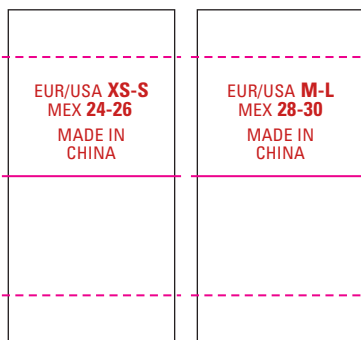 EUR/USA XS-S
MEX 24-26
MADE IN
CHINA
EUR/USA M-L
MEX 28-30
MADE IN
CHINA